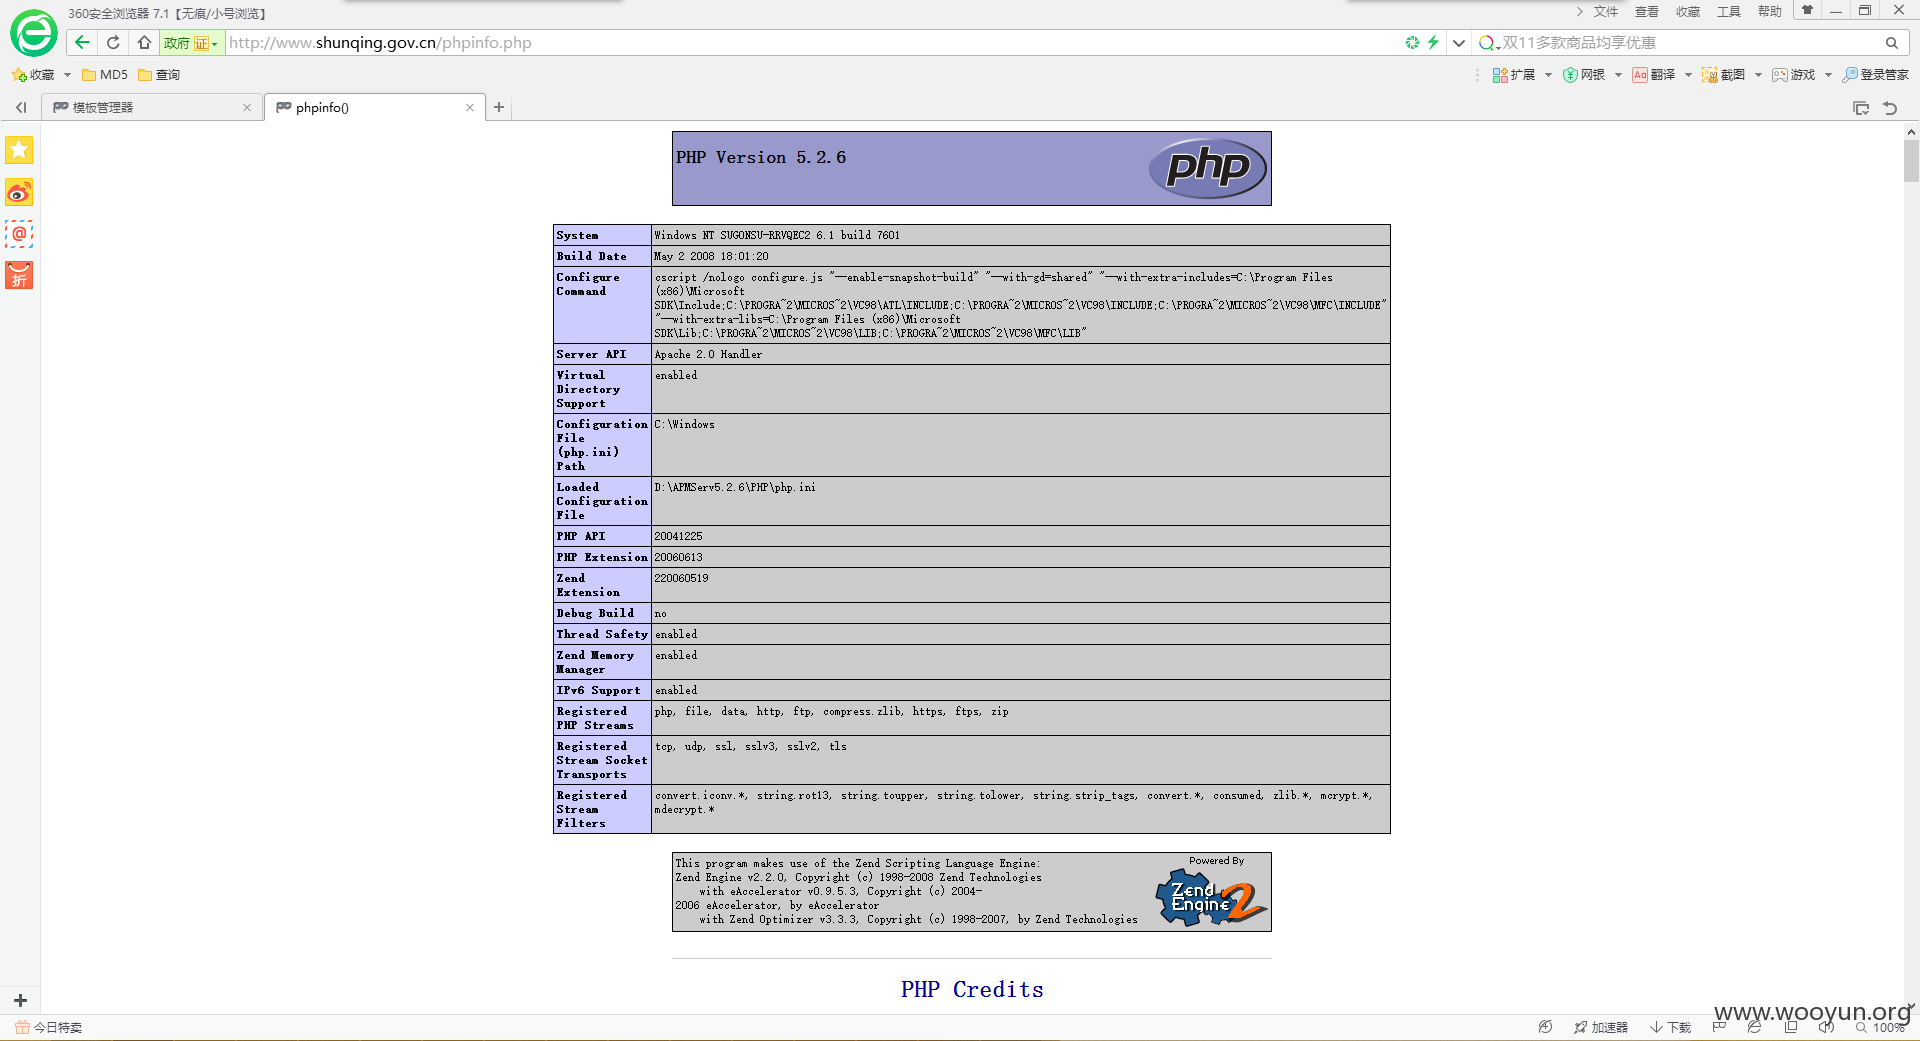 360安全浏览器 7.1【无痕/小号浏览】
文件 查看 收藏 工具 帮助
政府 证 http://www.shunqing.gov.cn/phpinfo.php
双11多款商品均享优惠
收藏 MD5 查询
扩展 网银 Aa 翻译 截图 游戏 登录管家
模板管理器
phpinfo()
折
PHP Version 5.2.6
php
System Windows NT SUGONSU-RRVQEC2 6.1 build 7601
Build Date May 2 2008 18:01:20
Configure cscript /nologo configure.js "--enable-snapshot-build" "--with-gd=shared" "--with-extra-includes=C:\Program Files
Command (x86)\Microsoft
SDK\Include;C:\PROGRA~2\MICROS~2\VC98\ATL\INCLUDE;C:\PROGRA~2\MICROS~2\VC98\INCLUDE;C:\PROGRA~2\MICROS~2\VC98\MFC\INCLUDE"
"--with-extra-libs=C:\Program Files (x86)\Microsoft
SDK\Lib;C:\PROGRA~2\MICROS~2\VC98\LIB;C:\PROGRA~2\MICROS~2\VC98\MFC\LIB"
Server API Apache 2.0 Handler
Virtual enabled
Directory
Support
Configuration C:\Windows
File
(php.ini)
Path
Loaded D:\APMServ5.2.6\PHP\php.ini
Configuration
File
PHP API 20041225
PHP Extension 20060613
Zend 220060519
Extension
Debug Build no
Thread Safety enabled
Zend Memory enabled
Manager
IPv6 Support enabled
Registered php, file, data, http, ftp, compress.zlib, https, ftps, zip
PHP Streams
Registered tcp, udp, ssl, sslv3, sslv2, tls
Stream Socket
Transports
Registered convert.iconv.*, string.rot13, string.toupper, string.tolower, string.strip_tags, convert.*, consumed, zlib.*, mcrypt.*,
Stream mdecrypt.*
Filters
This program makes use of the Zend Scripting Language Engine:
Zend Engine v2.2.0, Copyright (c) 1998-2008 Zend Technologies
with eAccelerator v0.9.5.3, Copyright (c) 2004-
2006 eAccelerator, by eAccelerator
with Zend Optimizer v3.3.3, Copyright (c) 1998-2007, by Zend Technologies
Powered By
Zend
Engine 2
PHP Credits
www.wooyun.org
今日特卖
加速器 下载 100%